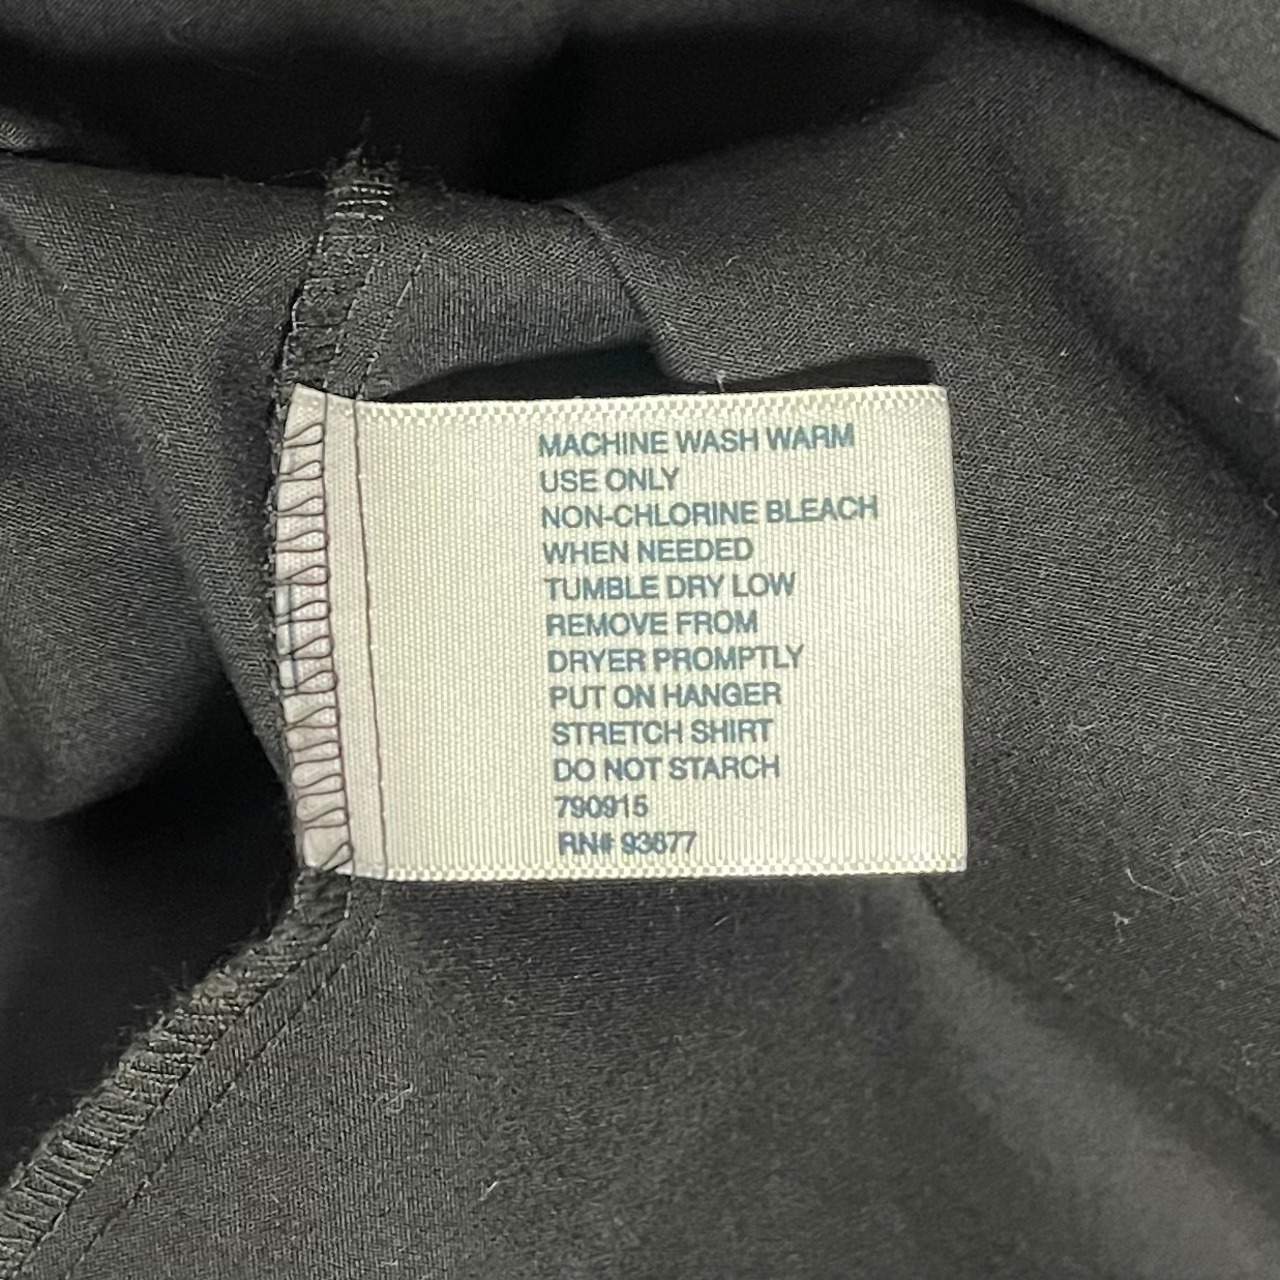 MACHINE WASH WARM
USE ONLY
NON-CHLORINE BLEACH
WHEN NEEDED
TUMBLE DRY LOW
REMOVE FROM
DRYER PROMPTLY
PUT ON HANGER
STRETCH SHIRT
DO NOT STARCH
790915
RN# 93677